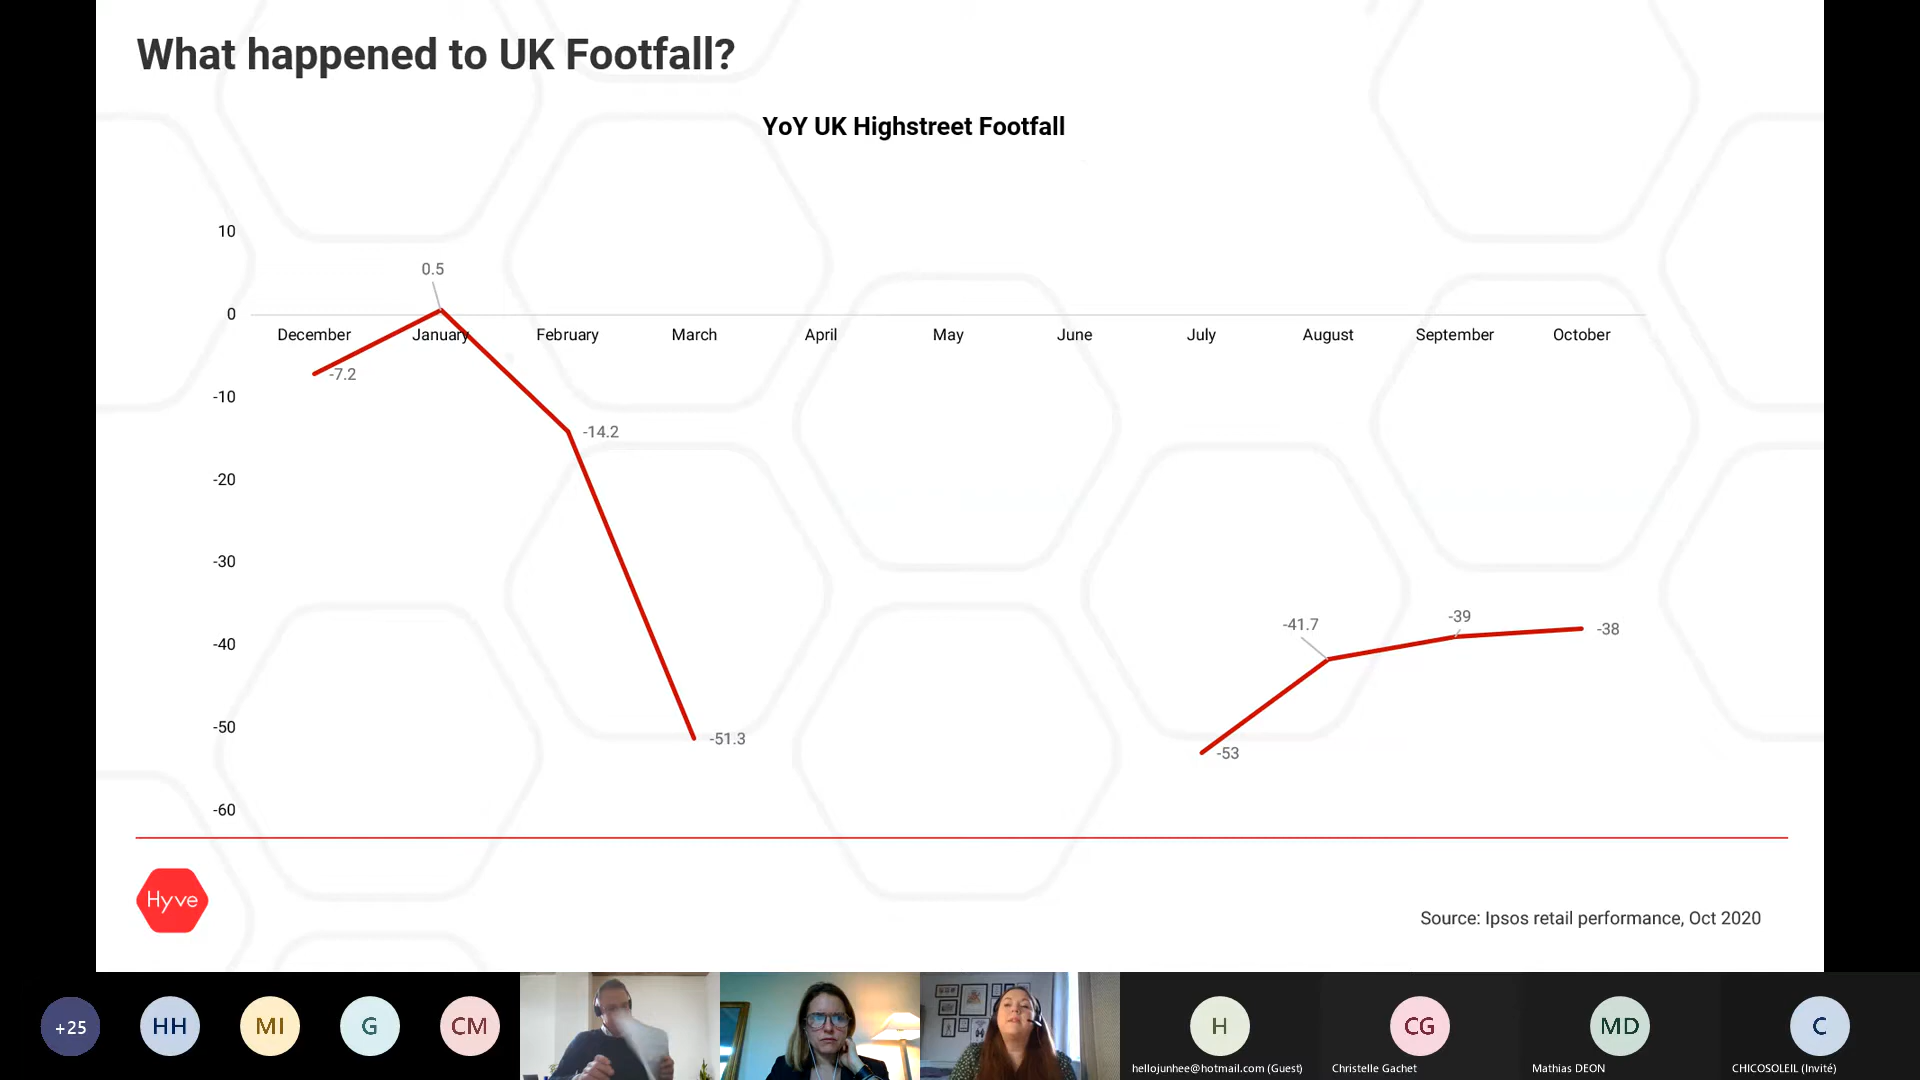 What happened to UK Footfall?
YoY UK Highstreet Footfall
10
0.5
0
December January February March April May June July August September October
-7.2
-10
-14.2
-20
-30
-41.7
-39
-38
-40
-50
-51.3
-53
-60
Hyve
Source: Ipsos retail performance, Oct 2020
+25
HH
MI
G
CM
H
CG
MD
C
hellojunhee@hotmail.com (Guest)
Christelle Gachet
Mathias DEON
CHICOSOLEIL (Invité)